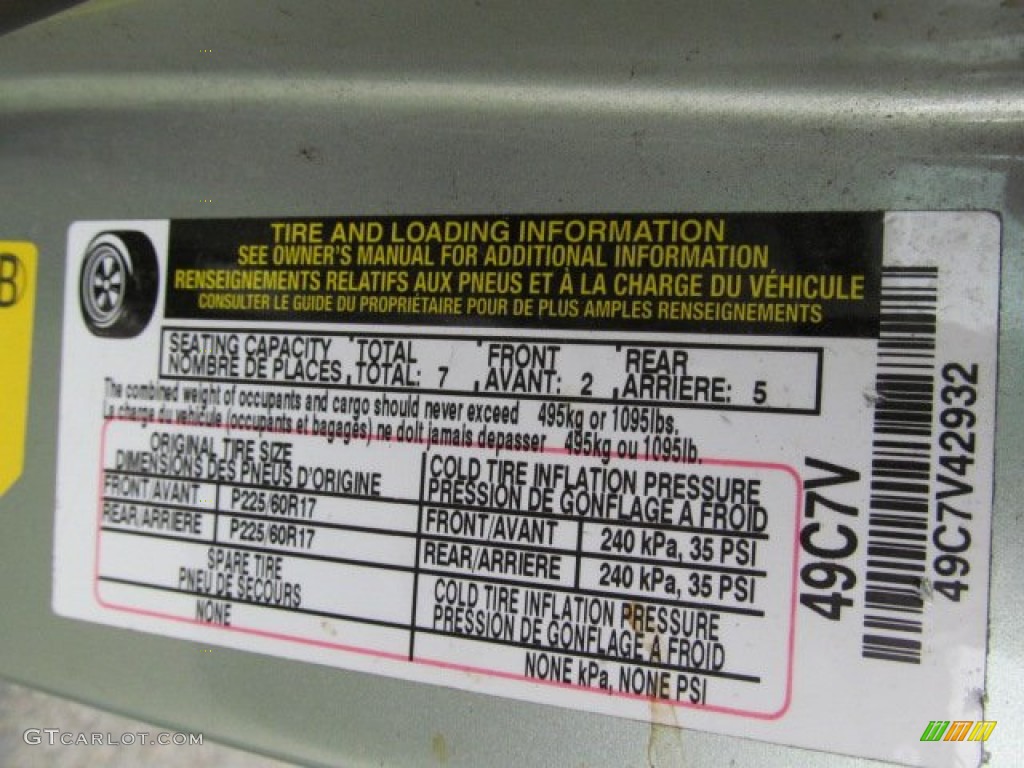 TIRE AND LOADING INFORMATION
SEE OWNER'S MANUAL FOR ADDITIONAL INFORMATION
RENSEIGNEMENTS RELATIFS AUX PNEUS ET À LA CHARGE DU VÉHICULE
CONSULTER LE GUIDE DU PROPRIÉTAIRE POUR DE PLUS AMPLES RENSEIGNEMENTS
B
SEATING CAPACITY TOTAL FRONT REAR
NOMBRE DE PLACES, TOTAL: 7 AVANT: 2 ARRIÈRE: 5
The combined weight of occupants and cargo should never exceed 495kg or 1095lbs.
La charge du véhicule (occupants et bagages) ne doit jamais depasser 495kg ou 1095lb.
ORIGINAL TIRE SIZE
DIMENSIONS DES PNEUS D'ORIGINE
COLD TIRE INFLATION PRESSURE
PRESSION DE GONFLAGE A FROID
FRONT/AVANT P225/60R17
FRONT/AVANT 240 kPa, 35 PSI
REAR/ARRIERE P225/60R17
REAR/ARRIERE 240 kPa, 35 PSI
SPARE TIRE
PNEU DE SECOURS
COLD TIRE INFLATION PRESSURE
PRESSION DE GONFLAGE A FROID
NONE
NONE kPa, NONE PSI
49C7V
49C7V42932
GTCARLOT.COM